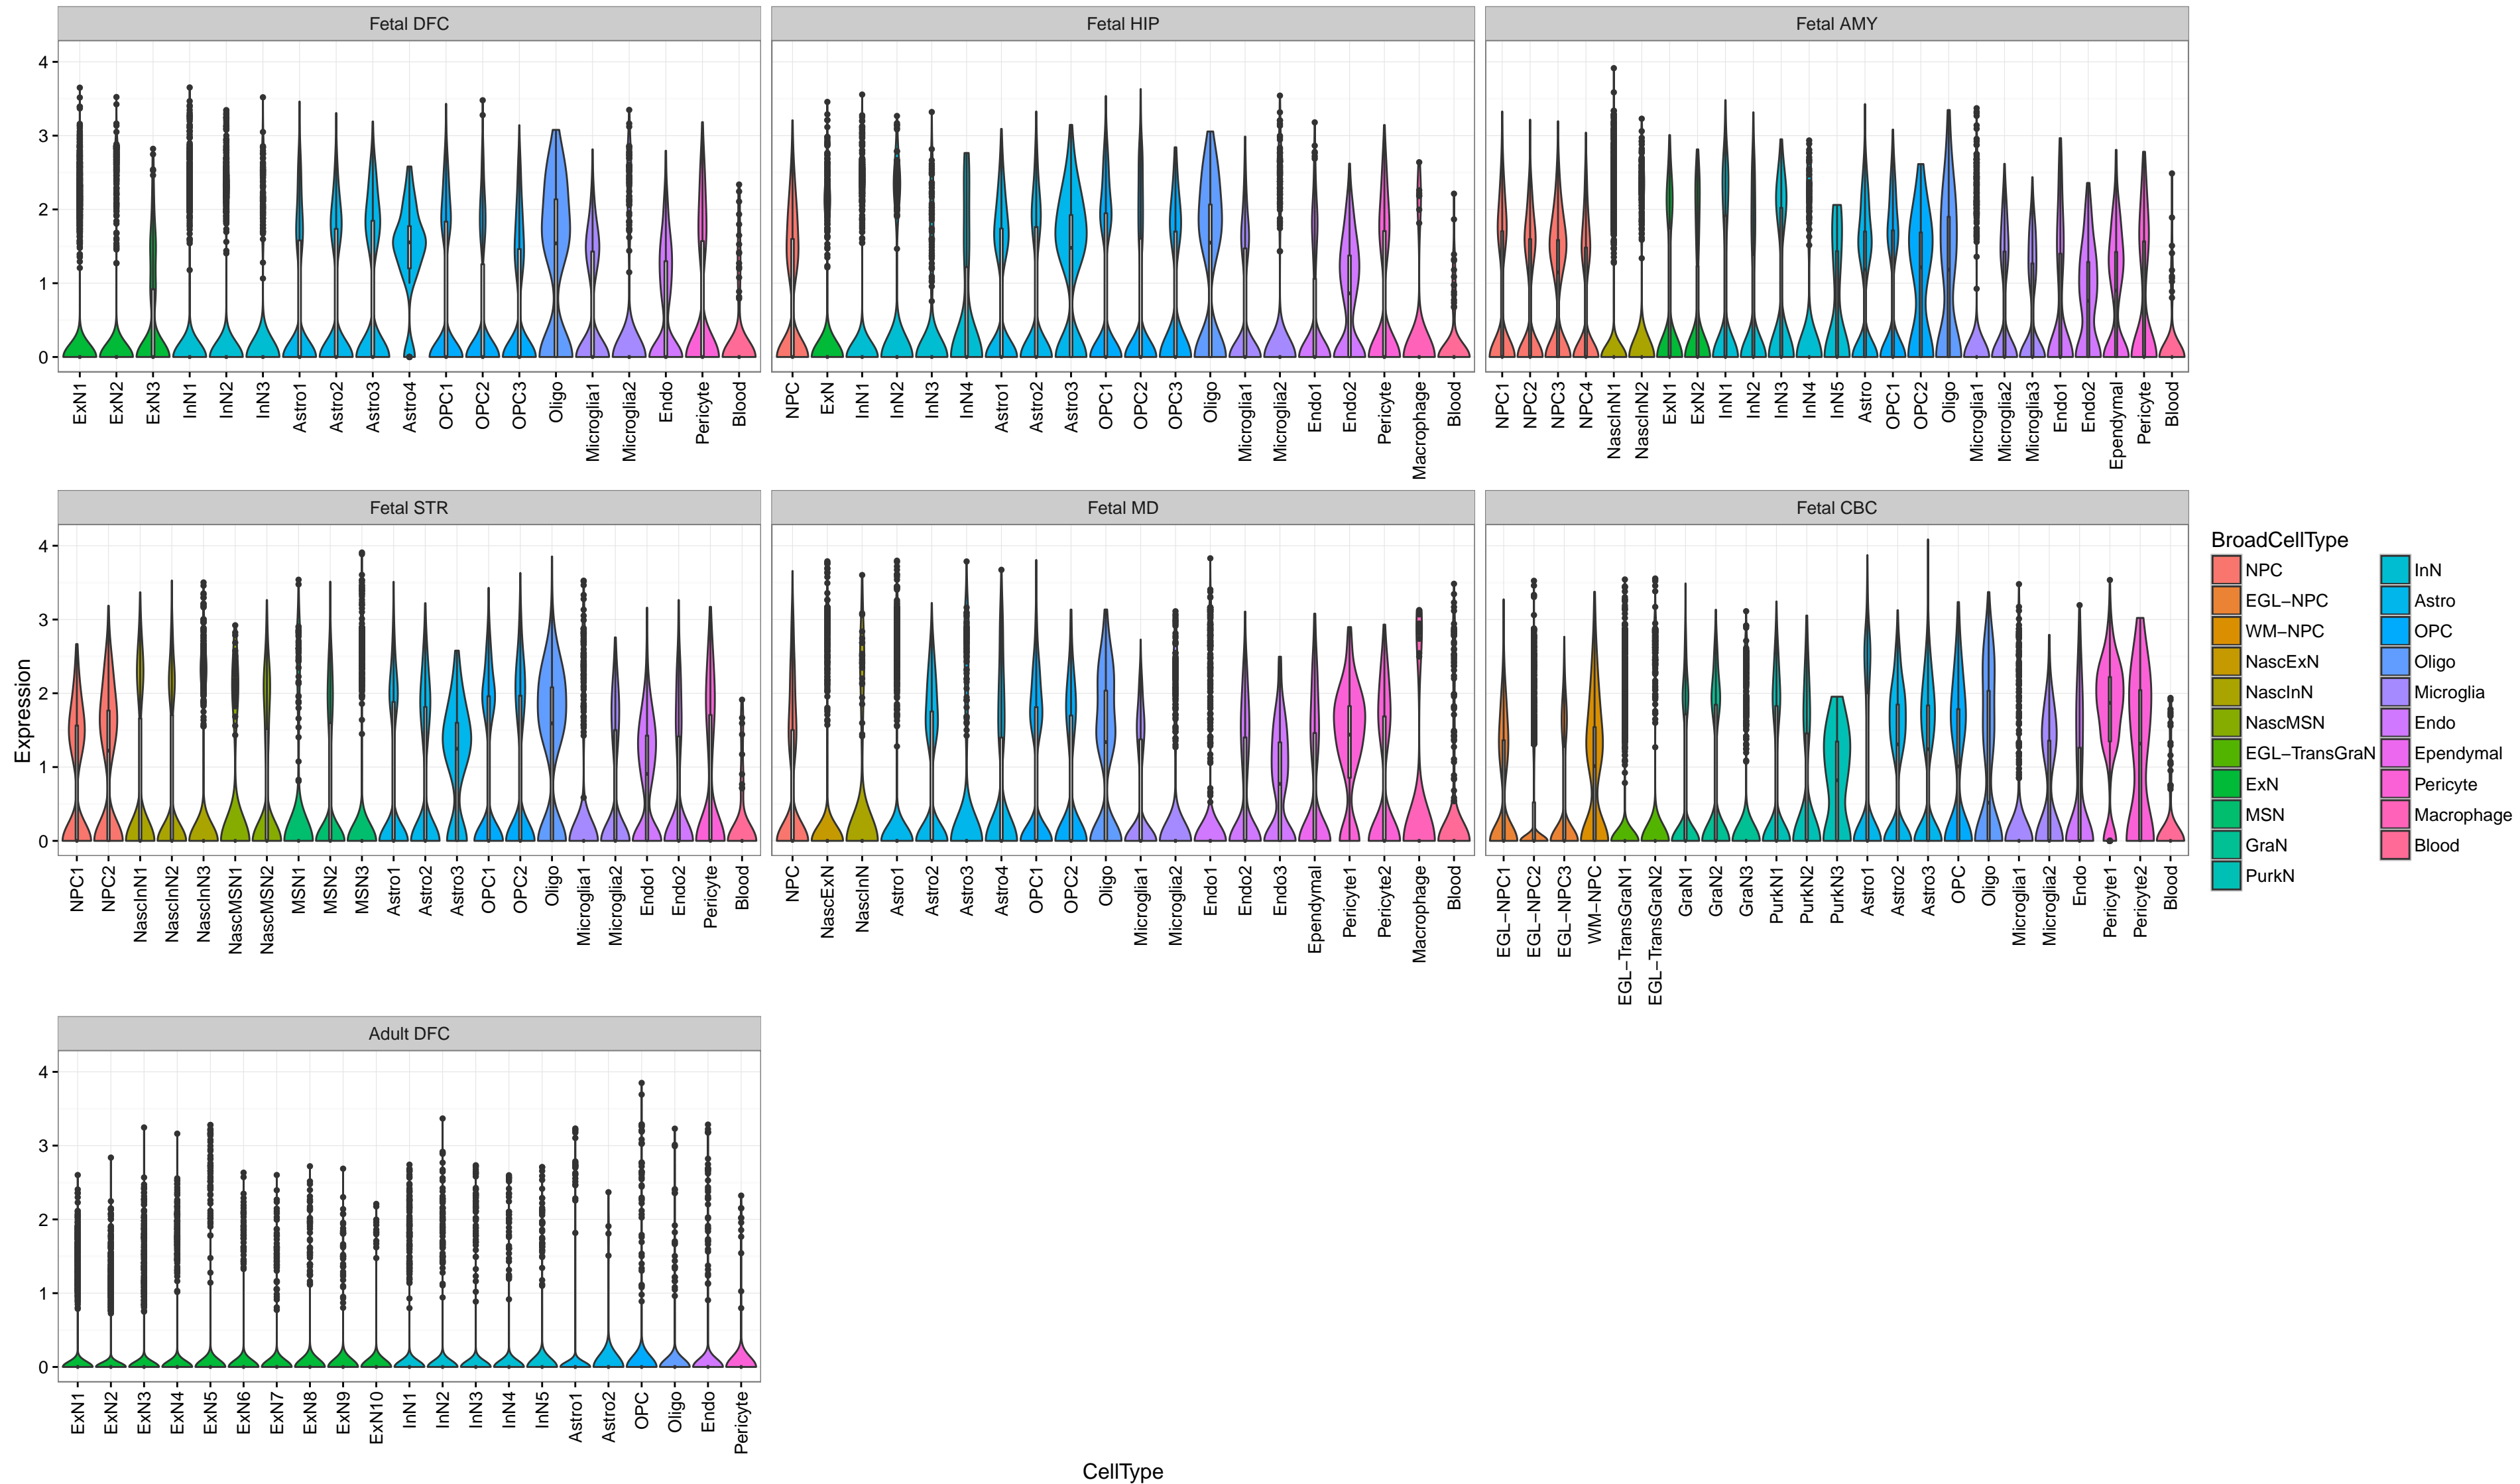 Fetal DFC Fetal HIP Fetal AMY
4
3
2
1
0
ExN1 ExN2 ExN3 InN1 InN2 InN3 Astro1 Astro2 Astro3 Astro4 OPC1 OPC2 OPC3 Oligo Microglia1 Microglia2 Endo Pericyte Blood
NPC ExN InN1 InN2 InN3 InN4 Astro1 Astro2 Astro3 OPC1 OPC2 OPC3 Oligo Microglia1 Microglia2 Endo1 Endo2 Pericyte Macrophage Blood
NPC1 NPC2 NPC3 NPC4 NascInN1 NascInN2 ExN1 ExN2 InN1 InN2 InN3 InN4 InN5 Astro OPC1 OPC2 Oligo Microglia1 Microglia2 Microglia3 Endo1 Endo2 Ependymal Pericyte Blood
Fetal STR Fetal MD Fetal CBC
Expression
4
3
2
1
0
NPC1 NPC2 NascInN1 NascInN2 NascInN3 NascMSN1 NascMSN2 MSN1 MSN2 MSN3 Astro1 Astro2 Astro3 OPC1 OPC2 Oligo Microglia1 Microglia2 Endo1 Endo2 Pericyte Blood
NPC NascExN NascInN Astro1 Astro2 Astro3 Astro4 OPC1 OPC2 Oligo Microglia1 Microglia2 Endo1 Endo2 Endo3 Ependymal Pericyte1 Pericyte2 Macrophage Blood
EGL−NPC1 EGL−NPC2 EGL−NPC3 WM−NPC EGL−TransGraN1 EGL−TransGraN2 GraN1 GraN2 GraN3 PurkN1 PurkN2 PurkN3 Astro1 Astro2 Astro3 OPC Oligo Microglia1 Microglia2 Endo Pericyte1 Pericyte2 Blood
BroadCellType
NPC InN
EGL−NPC Astro
WM−NPC OPC
NascExN Oligo
NascInN Microglia
NascMSN Endo
EGL−TransGraN Ependymal
ExN Pericyte
MSN Macrophage
GraN Blood
PurkN
Adult DFC
4
3
2
1
0
ExN1 ExN2 ExN3 ExN4 ExN5 ExN6 ExN7 ExN8 ExN9 ExN10 InN1 InN2 InN3 InN4 InN5 Astro1 Astro2 OPC Oligo Endo Pericyte
CellType